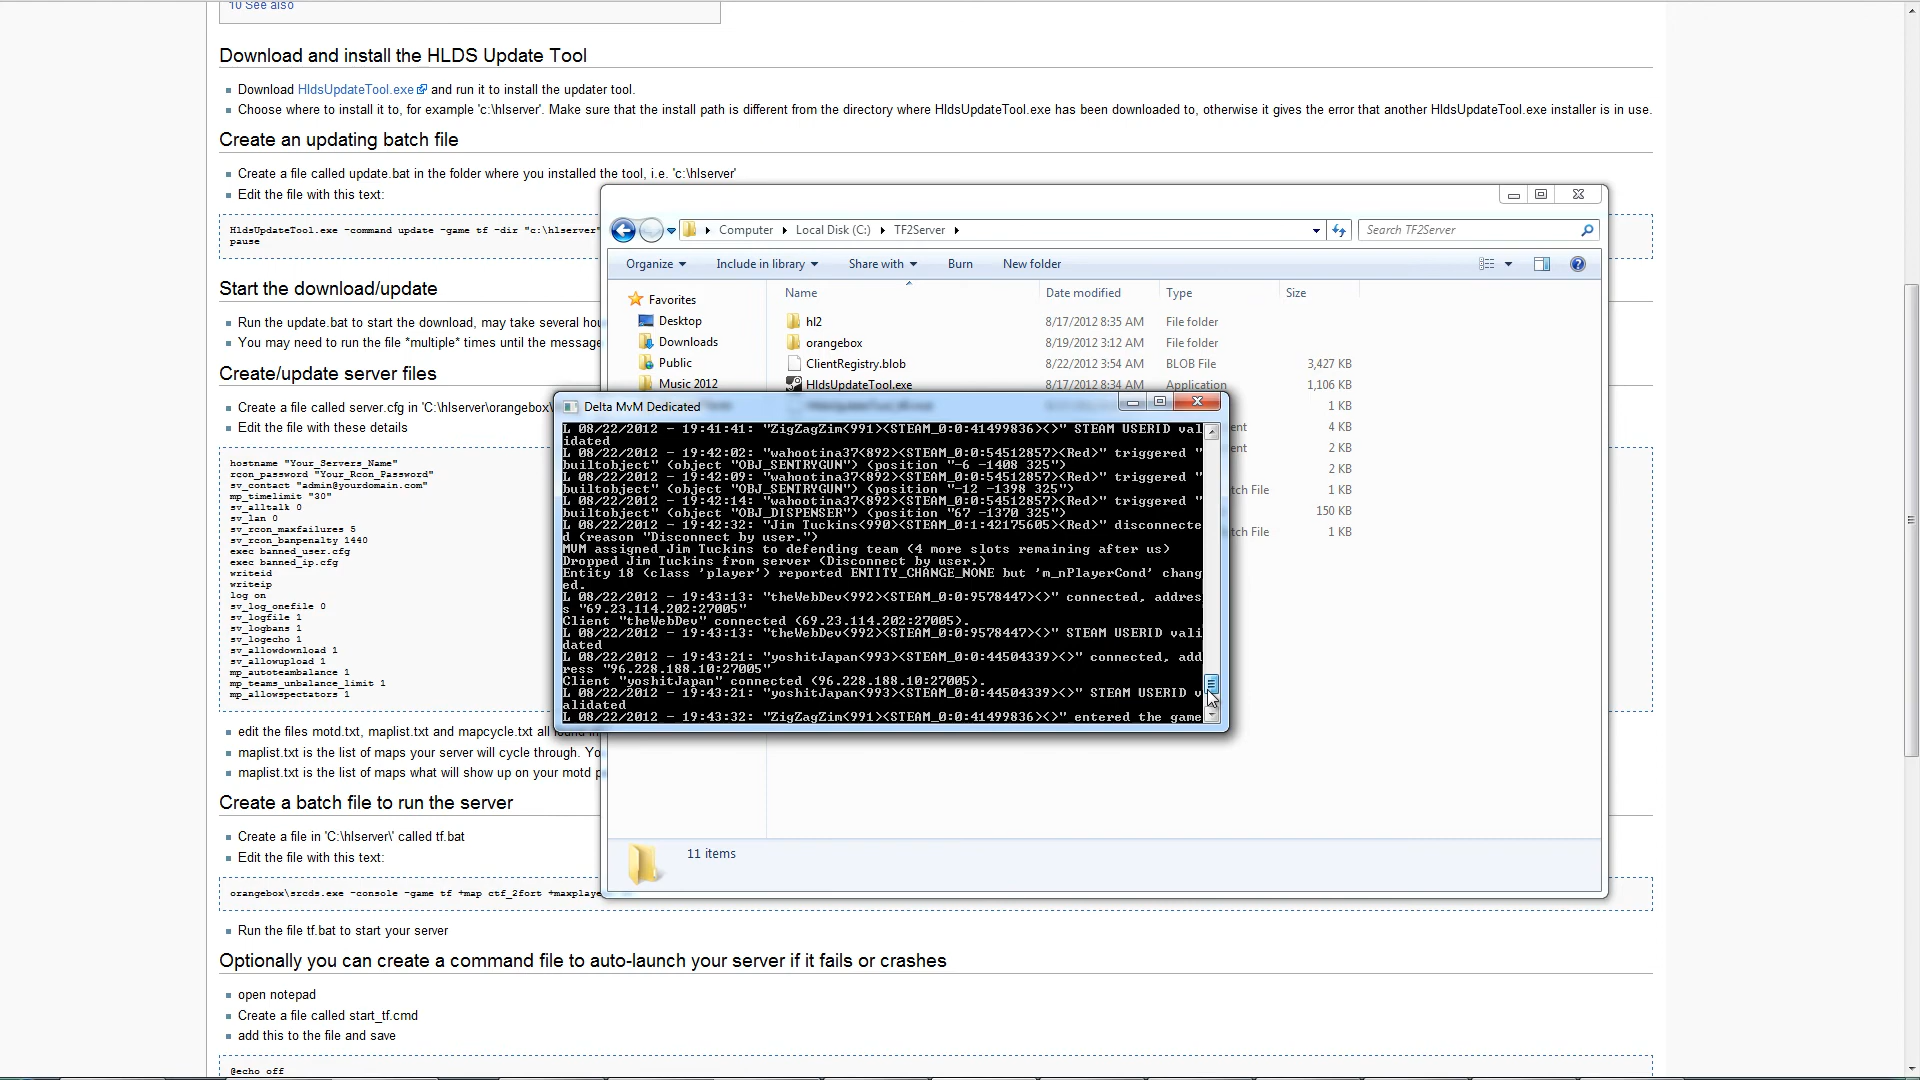 10 See also
Download and install the HLDS Update Tool
Download HldsUpdateTool.exe and run it to install the updater tool.
Choose where to install it to, for example 'c:\hlserver'. Make sure that the install path is different from the directory where HldsUpdateTool.exe has been downloaded to, otherwise it gives the error that another HldsUpdateTool.exe installer is in use.
Create an updating batch file
Create a file called update.bat in the folder where you installed the tool, i.e. 'c:\hlserver'
Edit the file with this text:
HldsUpdateTool.exe -command update -game tf -dir "c:\hlserver"
pause
Start the download/update
Run the update.bat to start the download, may take several hou
You may need to run the file *multiple* times until the message
Create/update server files
Create a file called server.cfg in 'C:\hlserver\orangebox\
Edit the file with these details
hostname "Your_Servers_Name"
rcon_password "Your_Rcon_Password"
sv_contact "admin@yourdomain.com"
mp_timelimit "30"
sv_alltalk 0
sv_lan 0
sv_rcon_maxfailures 5
sv_rcon_banpenalty 1440
exec banned_user.cfg
exec banned_ip.cfg
writeid
writeip
log on
sv_log_onefile 0
sv_logfile 1
sv_logbans 1
sv_logecho 1
sv_allowdownload 1
sv_allowupload 1
mp_autoteambalance 1
mp_teams_unbalance_limit 1
mp_allowspectators 1
edit the files motd.txt, maplist.txt and mapcycle.txt all found in
maplist.txt is the list of maps your server will cycle through. Yo
maplist.txt is the list of maps what will show up on your motd p
Create a batch file to run the server
Create a file in 'C:\hlserver\' called tf.bat
Edit the file with this text:
orangebox\srcds.exe -console -game tf +map ctf_2fort +maxplaye
Run the file tf.bat to start your server
Optionally you can create a command file to auto-launch your server if it fails or crashes
open notepad
Create a file called start_tf.cmd
add this to the file and save
@echo off
Computer Local Disk (C:) TF2Server
Search TF2Server
Organize Include in library Share with Burn New folder
Name Date modified Type Size
Favorites
Desktop
Downloads
Public
Music 2012
hl2 8/17/2012 8:35 AM File folder
orangebox 8/19/2012 3:12 AM File folder
ClientRegistry.blob 8/22/2012 3:54 AM BLOB File 3,427 KB
HldsUpdateTool.exe 8/17/2012 8:34 AM Application 1,106 KB
1 KB
ent 4 KB
ent 2 KB
2 KB
tch File 1 KB
150 KB
tch File 1 KB
11 items
Delta MvM Dedicated
L 08/22/2012 - 19:41:41: "ZigZagZim<991><STEAM_0:0:41499836><>" STEAM USERID val
idated
L 08/22/2012 - 19:42:02: "wahootina37<892><STEAM_0:0:54512857><Red>" triggered "
builtobject" (object "OBJ_SENTRYGUN") (position "-6 -1408 325")
L 08/22/2012 - 19:42:09: "wahootina37<892><STEAM_0:0:54512857><Red>" triggered "
builtobject" (object "OBJ_SENTRYGUN") (position "-12 -1398 325")
L 08/22/2012 - 19:42:14: "wahootina37<892><STEAM_0:0:54512857><Red>" triggered "
builtobject" (object "OBJ_DISPENSER") (position "67 -1370 325")
L 08/22/2012 - 19:42:32: "Jim Tuckins<990><STEAM_0:1:42175605><Red>" disconnecte
d (reason "Disconnect by user.")
MVM assigned Jim Tuckins to defending team (4 more slots remaining after us)
Dropped Jim Tuckins from server (Disconnect by user.)
Entity 18 (class 'player') reported ENTITY_CHANGE_NONE but 'm_nPlayerCond' chang
ed.
L 08/22/2012 - 19:43:13: "theWebDev<992><STEAM_0:0:9578447><>" connected, addres
s "69.23.114.202:27005"
Client "theWebDev" connected (69.23.114.202:27005).
L 08/22/2012 - 19:43:13: "theWebDev<992><STEAM_0:0:9578447><>" STEAM USERID vali
dated
L 08/22/2012 - 19:43:21: "yoshitJapan<993><STEAM_0:0:44504339><>" connected, add
ress "96.228.188.10:27005"
Client "yoshitJapan" connected (96.228.188.10:27005).
L 08/22/2012 - 19:43:21: "yoshitJapan<993><STEAM_0:0:44504339><>" STEAM USERID v
alidated
L 08/22/2012 - 19:43:32: "ZigZagZim<991><STEAM_0:0:41499836><>" entered the game